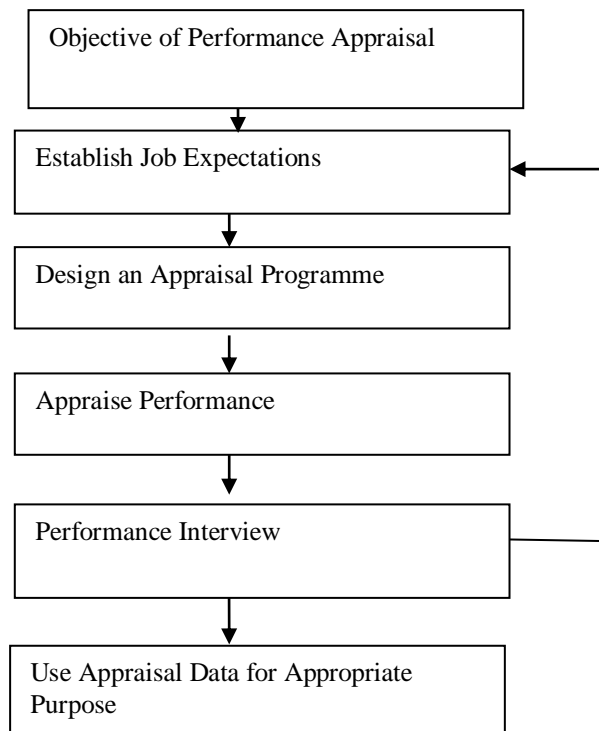 Objective of Performance Appraisal
Establish Job Expectations
Design an Appraisal Programme
Appraise Performance
Performance Interview
Use Appraisal Data for Appropriate
Purpose